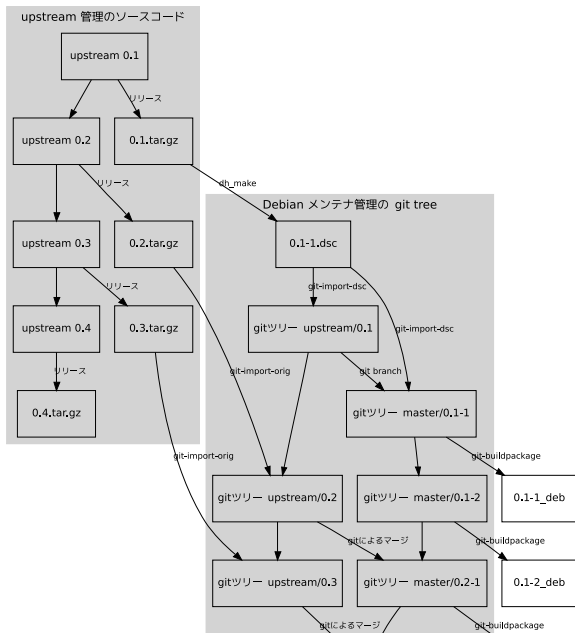 upstream 管理のソースコード
upstream 0.1
リリース
upstream 0.2
0.1.tar.gz
リリース
dh_make
Debian メンテナ管理の git tree
upstream 0.3
0.2.tar.gz
0.1-1.dsc
リリース
git-import-dsc
upstream 0.4
0.3.tar.gz
gitツリー upstream/0.1
git-import-dsc
リリース
git-import-orig
git branch
0.4.tar.gz
gitツリー master/0.1-1
git-import-orig
git-buildpackage
gitツリー upstream/0.2
gitツリー master/0.1-2
0.1-1_deb
gitによるマージ
git-buildpackage
gitツリー upstream/0.3
gitツリー master/0.2-1
0.1-2_deb
gitによるマージ
git-buildpackage